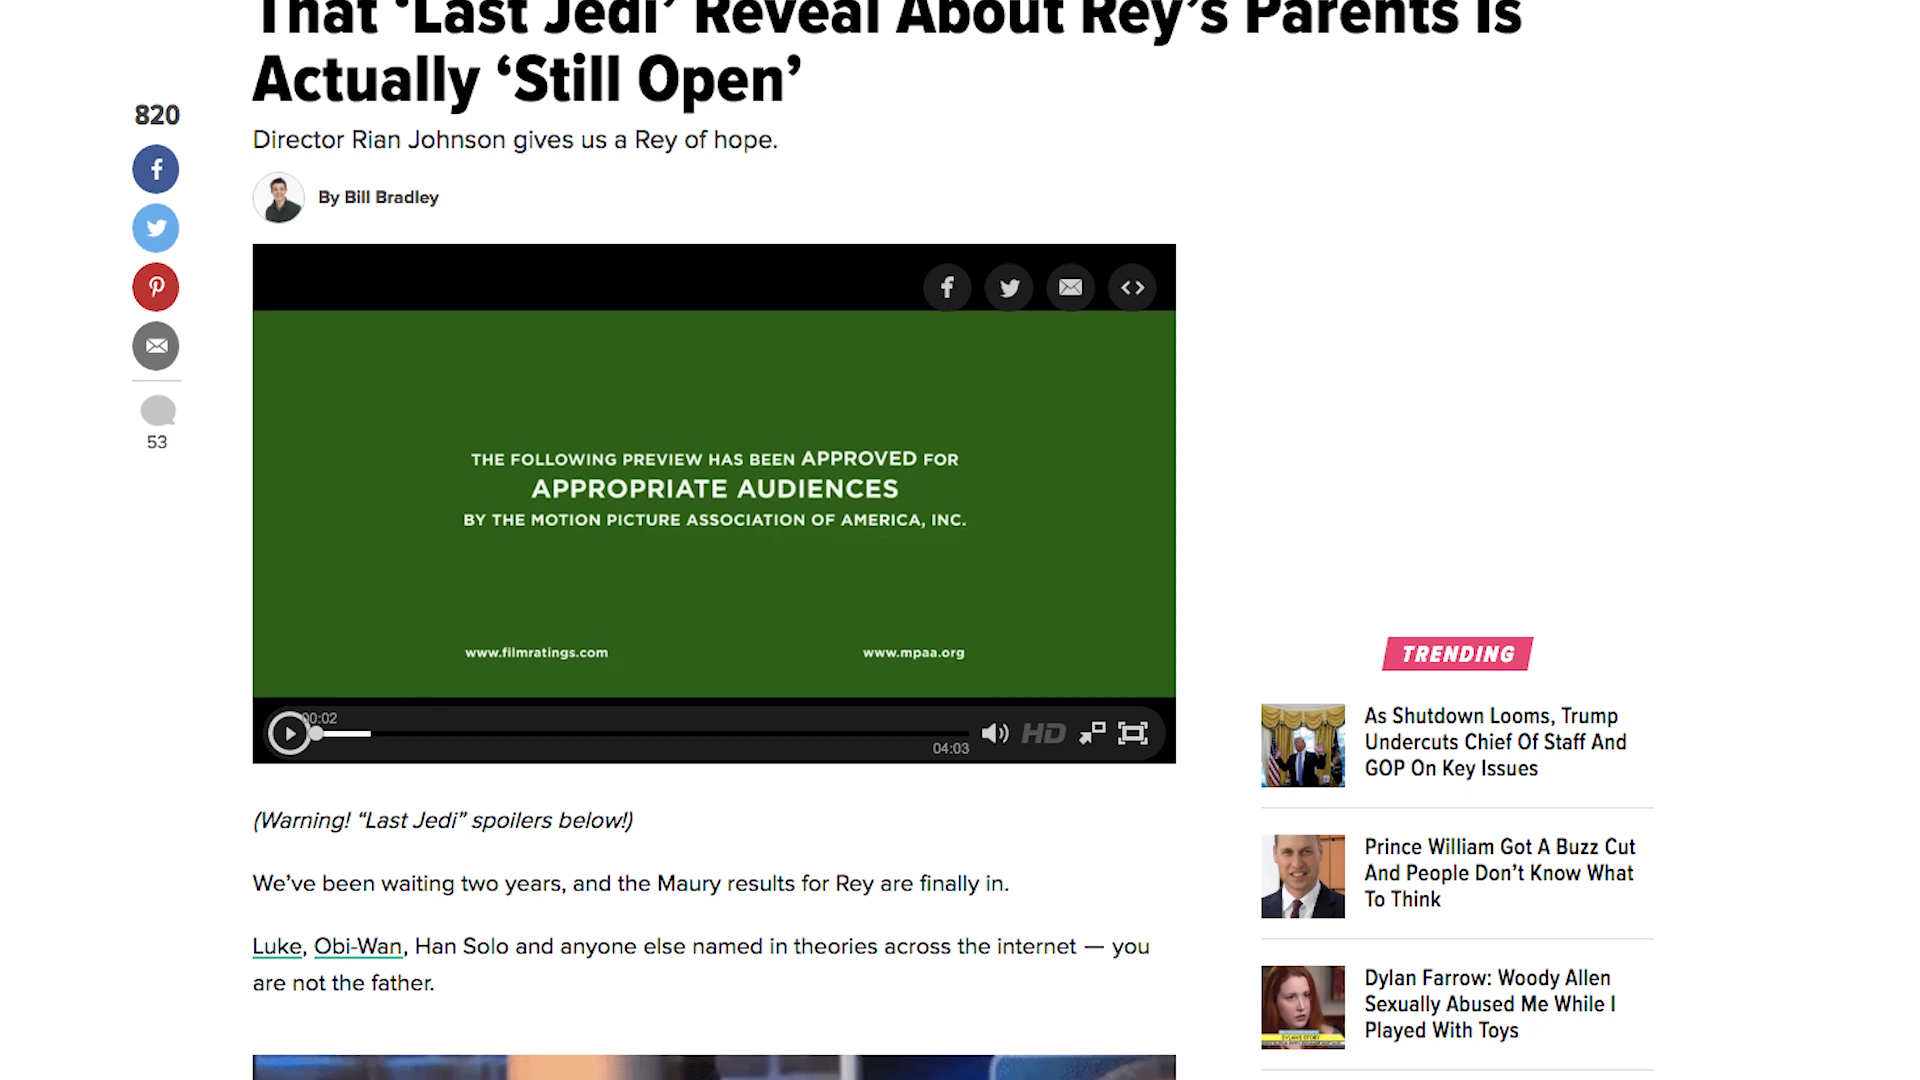 That ‘Last Jedi’ Reveal About Rey’s Parents Is
Actually ‘Still Open’
Director Rian Johnson gives us a Rey of hope.
By Bill Bradley
820
53
THE FOLLOWING PREVIEW HAS BEEN APPROVED FOR
APPROPRIATE AUDIENCES
BY THE MOTION PICTURE ASSOCIATION OF AMERICA, INC.
www.filmratings.com
www.mpaa.org
00:02
04:03
HD
(Warning! “Last Jedi” spoilers below!)
We’ve been waiting two years, and the Maury results for Rey are finally in.
Luke, Obi-Wan, Han Solo and anyone else named in theories across the internet — you
are not the father.
TRENDING
As Shutdown Looms, Trump
Undercuts Chief Of Staff And
GOP On Key Issues
Prince William Got A Buzz Cut
And People Don’t Know What
To Think
Dylan Farrow: Woody Allen
Sexually Abused Me While I
Played With Toys